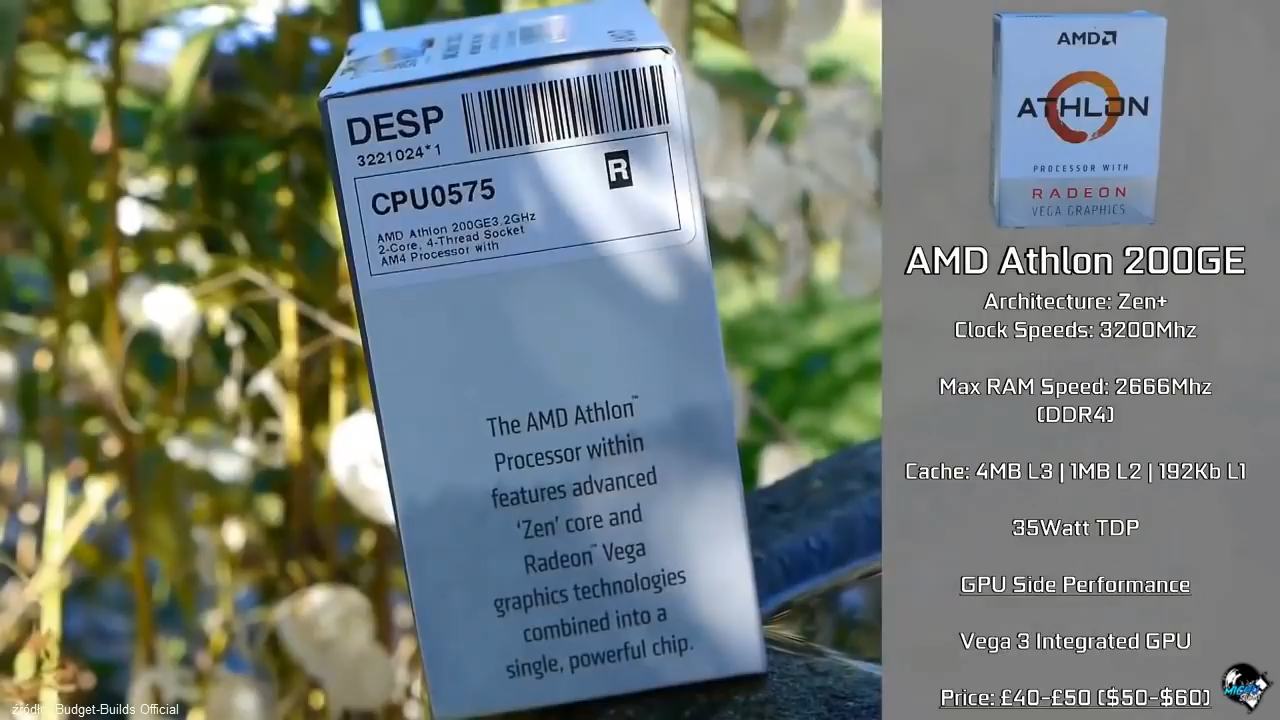 DESP
3221024*1
CPU0575
R
AMD Athlon 200GE3.2GHz
2-Core, 4-Thread Socket
AM4 Processor with
The AMD Athlon™
Processor within
features advanced
'Zen' core and
Radeon™ Vega
graphics technologies
combined into a
single, powerful chip.
AMD
ATHLON
PROCESSOR WITH
RADEON
VEGA GRAPHICS
AMD Athlon 200GE
Architecture: Zen+
Clock Speeds: 3200Mhz
Max RAM Speed: 2666Mhz
(DDR4)
Cache: 4MB L3 | 1MB L2 | 192Kb L1
35Watt TDP
GPU Side Performance
Vega 3 Integrated GPU
Price: £40-£50 ($50-$60)
Budget-Builds Official